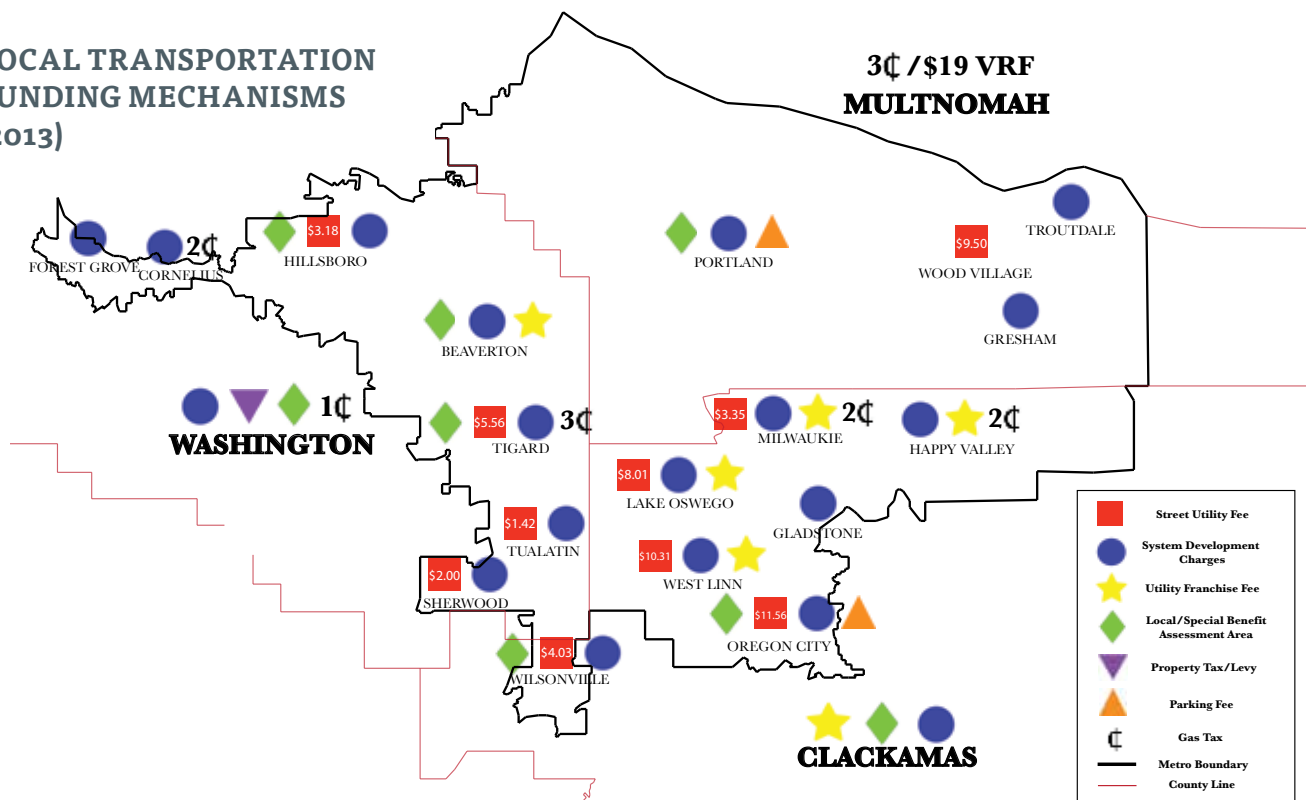 OCAL TRANSPORTATION
UNDING MECHANISMS
2013)
3₵/$19 VRF
MULTNOMAH
TROUTDALE
$9.50
WOOD VILLAGE
GRESHAM
PORTLAND
FOREST GROVE
2₵
CORNELIUS
$3.18
HILLSBORO
BEAVERTON
1₵
WASHINGTON
$5.56
3₵
TIGARD
$3.35
2₵
MILWAUKIE
2₵
HAPPY VALLEY
$8.01
LAKE OSWEGO
GLADSTONE
$1.42
TUALATIN
$10.31
WEST LINN
$2.00
SHERWOOD
$11.56
OREGON CITY
$4.03
WILSONVILLE
CLACKAMAS
Street Utility Fee
System Development
Charges
Utility Franchise Fee
Local/Special Benefit
Assessment Area
Property Tax/Levy
Parking Fee
₵ Gas Tax
Metro Boundary
County Line